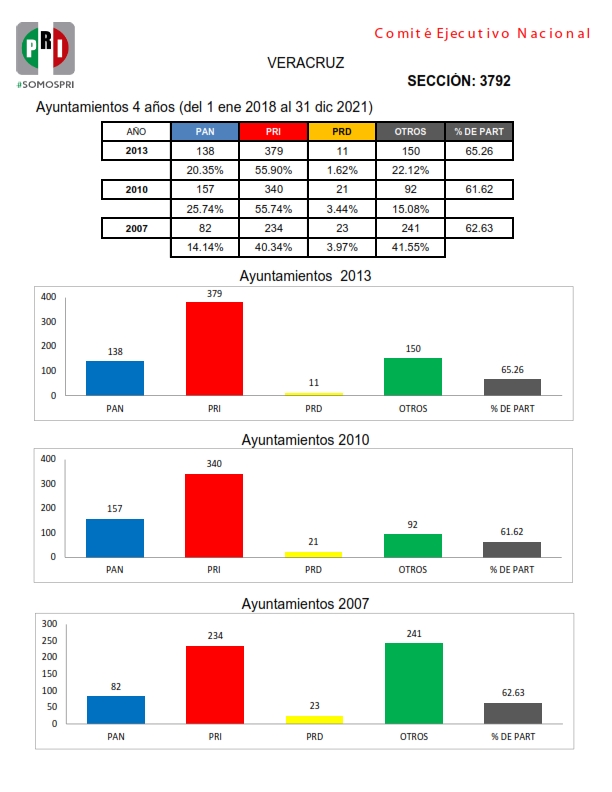 Comité Ejecutivo Nacional
PRI
#SOMOSPRI
VERACRUZ
SECCIÓN: 3792
Ayuntamientos 4 años (del 1 ene 2018 al 31 dic 2021)
AÑO PAN PRI PRD OTROS % DE PART
2013 138 379 11 150 65.26
20.35% 55.90% 1.62% 22.12%
2010 157 340 21 92 61.62
25.74% 55.74% 3.44% 15.08%
2007 82 234 23 241 62.63
14.14% 40.34% 3.97% 41.55%
Ayuntamientos 2013
400
300
200
100
0
138 379 11 150 65.26
PAN PRI PRD OTROS % DE PART
Ayuntamientos 2010
400
300
200
100
0
157 340 21 92 61.62
PAN PRI PRD OTROS % DE PART
Ayuntamientos 2007
300
250
200
150
100
50
0
82 234 23 241 62.63
PAN PRI PRD OTROS % DE PART